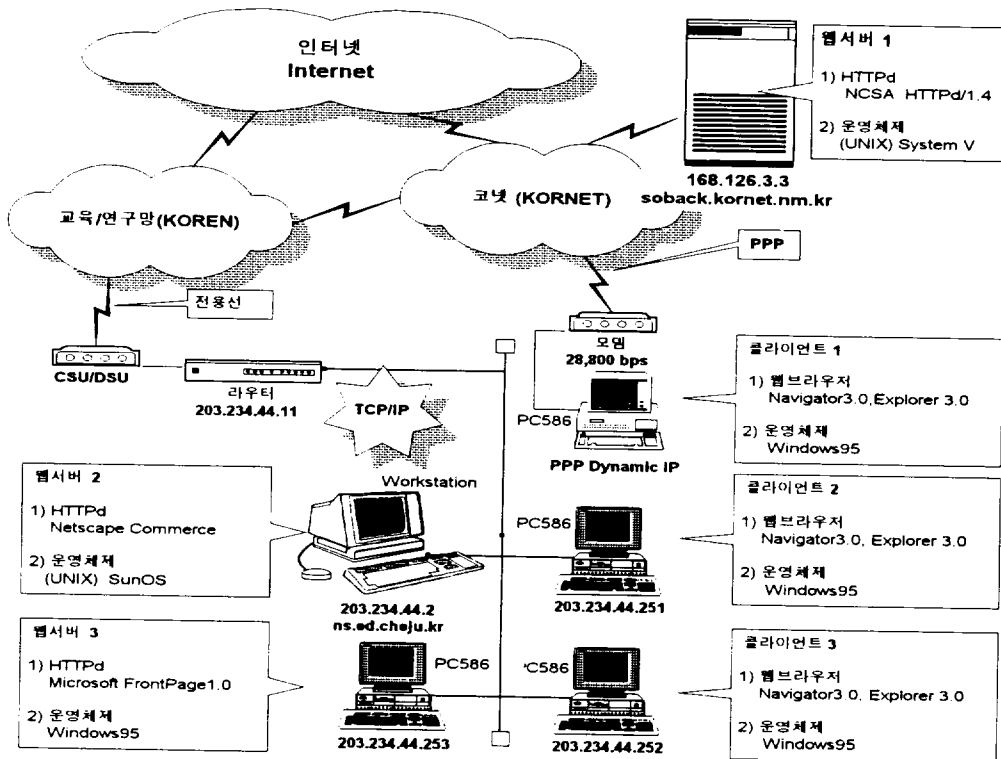 인터넷
Internet
웹서버 1
1) HTTPd
NCSA HTTPd/1.4
2) 운영체제
(UNIX) System V
168.126.3.3
soback.kornet.nm.kr
교육/연구망(KOREN)
코넷 (KORNET)
PPP
전용선
CSU/DSU
라우터
203.234.44.11
TCP/IP
모뎀
28,800 bps
PC586
PPP Dynamic IP
클라이언트 1
1) 웹브라우저
Navigator3.0,Explorer 3.0
2) 운영체제
Windows95
웹서버 2
1) HTTPd
Netscape Commerce
2) 운영체제
(UNIX) SunOS
Workstation
203.234.44.2
ns.ed.cheju.kr
PC586
203.234.44.251
클라이언트 2
1) 웹브라우저
Navigator3.0, Explorer 3.0
2) 운영체제
Windows95
웹서버 3
1) HTTPd
Microsoft FrontPage1.0
2) 운영체제
Windows95
PC586
203.234.44.253
'C586
203.234.44.252
클라이언트 3
1) 웹브라우저
Navigator3.0, Explorer 3.0
2) 운영체제
Windows95